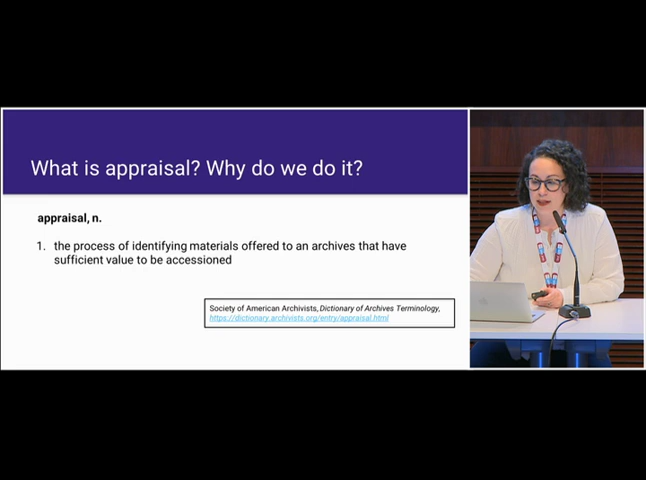 What is appraisal? Why do we do it?
appraisal, n.
1. the process of identifying materials offered to an archives that have
sufficient value to be accessioned
Society of American Archivists, Dictionary of Archives Terminology,
https://dictionary.archivists.org/entry/appraisal.html